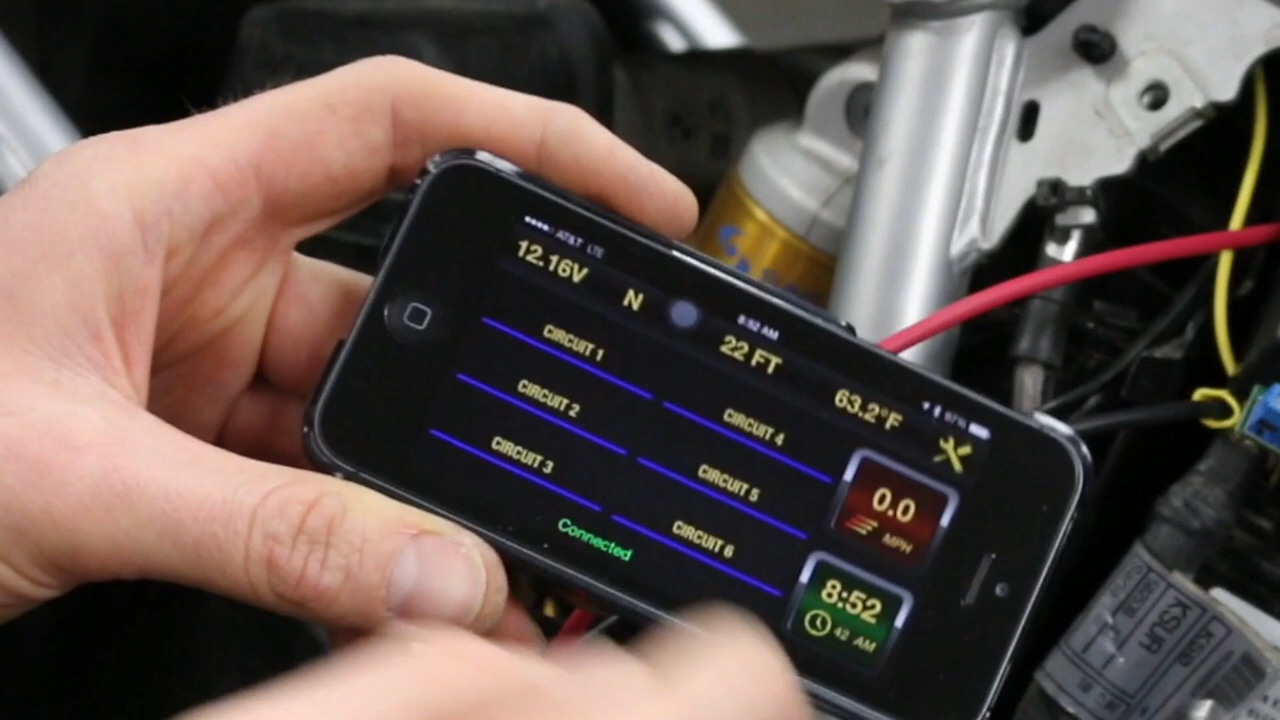 AT&T LTE
8:52 AM
97%
12.16V
N
22 FT
63.2°F
CIRCUIT 1
CIRCUIT 4
CIRCUIT 2
CIRCUIT 5
CIRCUIT 3
CIRCUIT 6
Connected
0.0
MPH
8:52
42 AM
KSUR